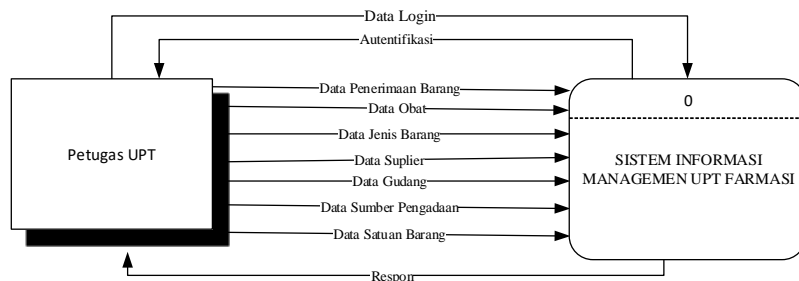 Data Login
Autentifikasi
Data Penerimaan Barang
Data Obat
Data Jenis Barang
Data Suplier
Data Gudang
Data Sumber Pengadaan
Data Satuan Barang
Respon
Petugas UPT
0
SISTEM INFORMASI
MANAGEMEN UPT FARMASI